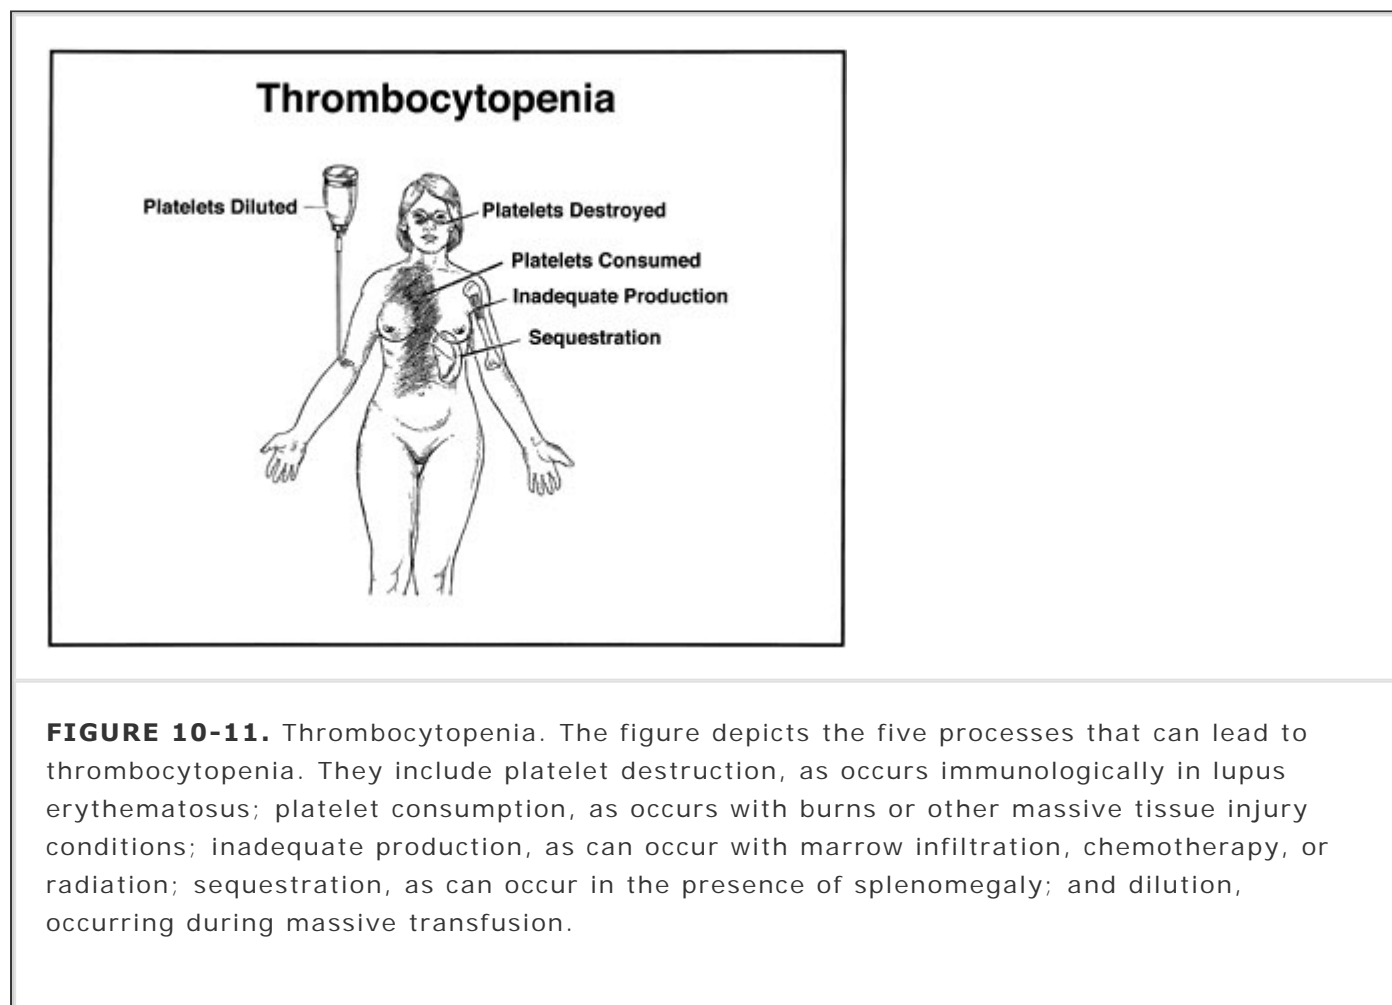 Thrombocytopenia
Platelets Diluted
Platelets Destroyed
Platelets Consumed
Inadequate Production
Sequestration
FIGURE 10-11. Thrombocytopenia. The figure depicts the five processes that can lead to
thrombocytopenia. They include platelet destruction, as occurs immunologically in lupus
erythematosus; platelet consumption, as occurs with burns or other massive tissue injury
conditions; inadequate production, as can occur with marrow infiltration, chemotherapy, or
radiation; sequestration, as can occur in the presence of splenomegaly; and dilution,
occurring during massive transfusion.